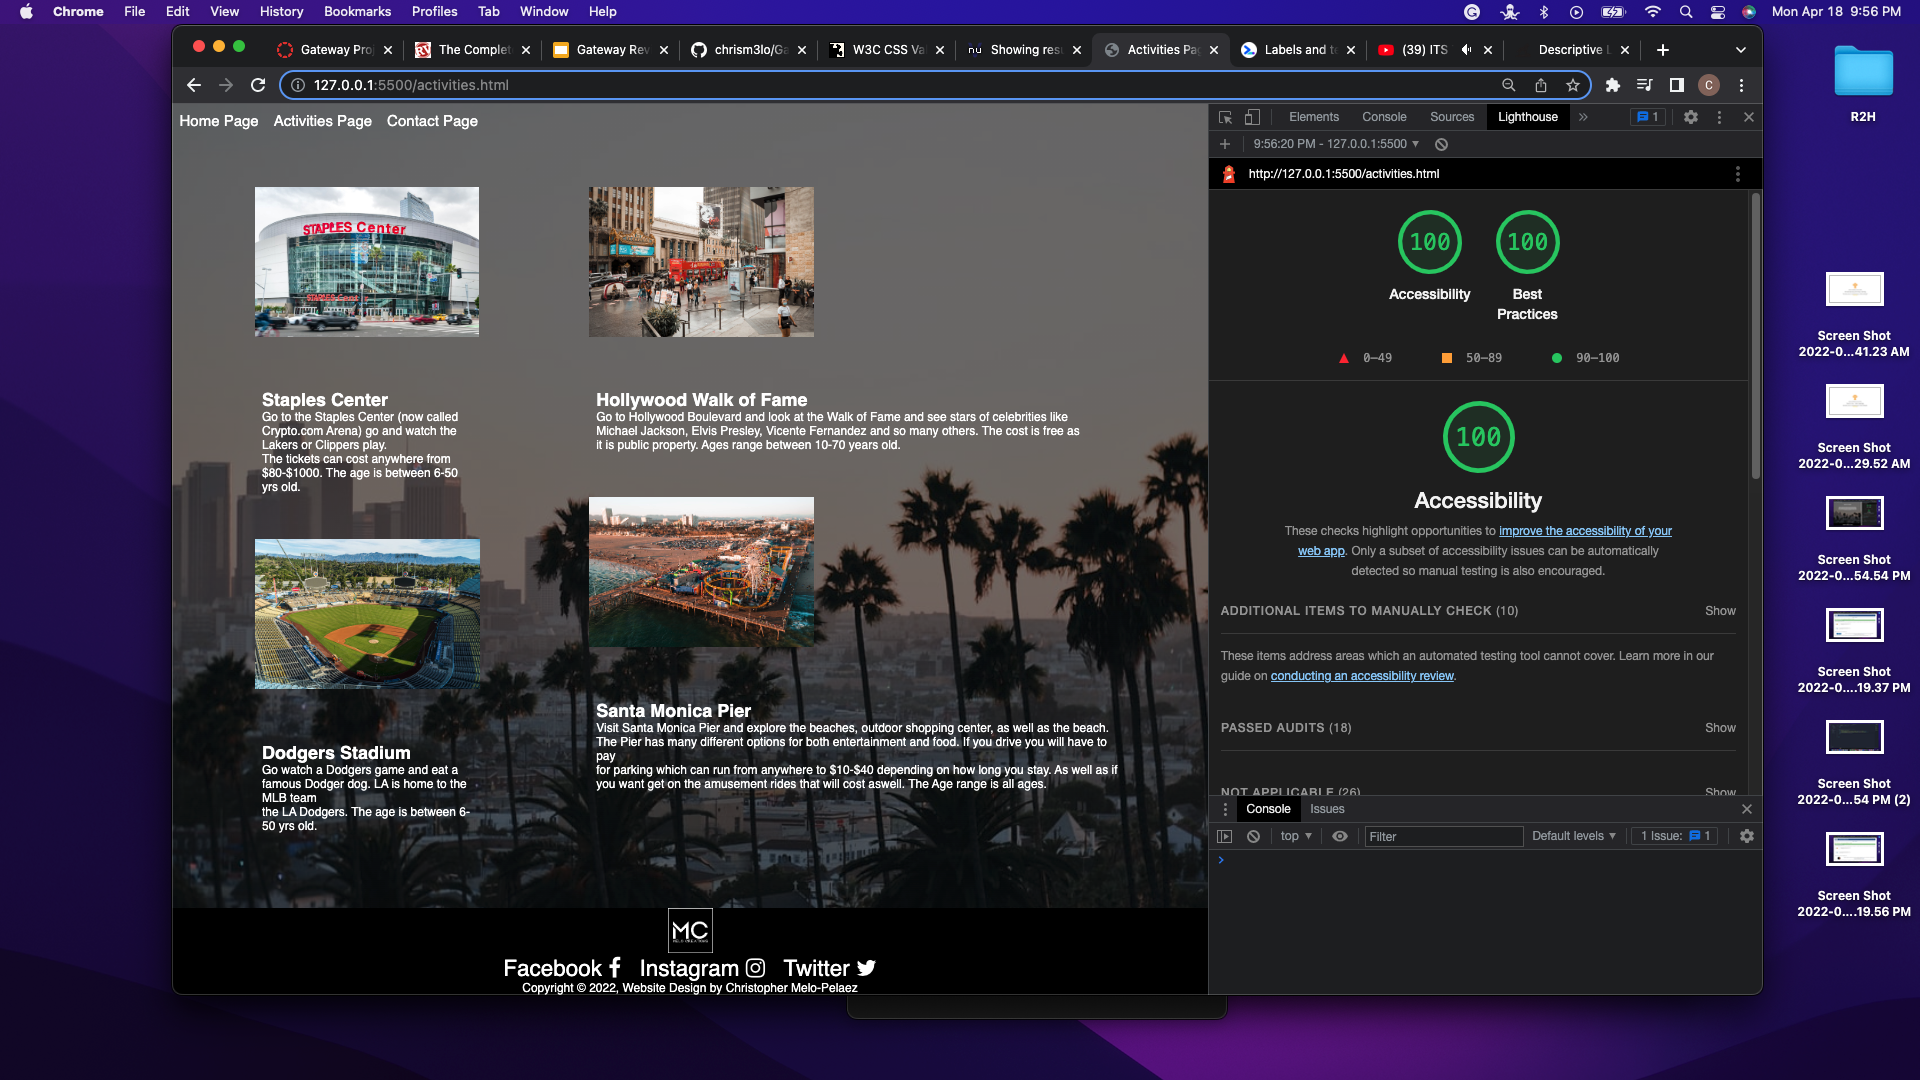 Chrome File Edit View History Bookmarks Profiles Tab Window Help
Mon Apr 18 9:56 PM
Gateway Pro
The Complet
Gateway Rev
chrism3lo/Ga
W3C CSS Va
Showing res
Activities Pa
Labels and te
(39) ITS
Descriptive L
127.0.0.1:5500/activities.html
C
R2H
Home Page Activities Page Contact Page
STAPLES Center
Staples Center
Go to the Staples Center (now called
Crypto.com Arena) go and watch the
Lakers or Clippers play.
The tickets can cost anywhere from
$80-$1000. The age is between 6-50
yrs old.
Hollywood Walk of Fame
Go to Hollywood Boulevard and look at the Walk of Fame and see stars of celebrities like
Michael Jackson, Elvis Presley, Vicente Fernandez and so many others. The cost is free as
it is public property. Ages range between 10-70 years old.
Dodgers Stadium
Go watch a Dodgers game and eat a
famous Dodger dog. LA is home to the
MLB team
the LA Dodgers. The age is between 6-
50 yrs old.
Santa Monica Pier
Visit Santa Monica Pier and explore the beaches, outdoor shopping center, as well as the beach.
The Pier has many different options for both entertainment and food. If you drive you will have to
pay
for parking which can run from anywhere to $10-$40 depending on how long you stay. As well as if
you want get on the amusement rides that will cost aswell. The Age range is all ages.
MC
Facebook Instagram Twitter
Copyright © 2022, Website Design by Christopher Melo-Pelaez
Elements Console Sources Lighthouse » 1
9:56:20 PM - 127.0.0.1:5500
http://127.0.0.1:5500/activities.html
100 100
Accessibility Best
Practices
0–49 50–89 90–100
100
Accessibility
These checks highlight opportunities to improve the accessibility of your
web app. Only a subset of accessibility issues can be automatically
detected so manual testing is also encouraged.
ADDITIONAL ITEMS TO MANUALLY CHECK (10) Show
These items address areas which an automated testing tool cannot cover. Learn more in our
guide on conducting an accessibility review.
PASSED AUDITS (18) Show
NOT APPLICABLE (26) Show
Console Issues
top Filter Default levels 1 Issue: 1
Screen Shot
2022-0...41.23 AM
Screen Shot
2022-0...29.52 AM
Screen Shot
2022-0...54.54 PM
Screen Shot
2022-0....19.37 PM
Screen Shot
2022-0...54 PM (2)
Screen Shot
2022-0....19.56 PM